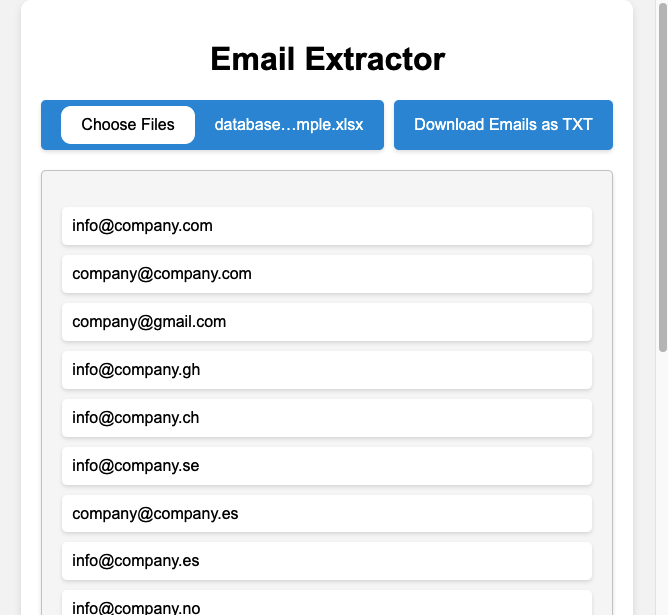 Email Extractor
Choose Files database…mple.xlsx Download Emails as TXT
info@company.com
company@company.com
company@gmail.com
info@company.gh
info@company.ch
info@company.se
company@company.es
info@company.es
info@company.no